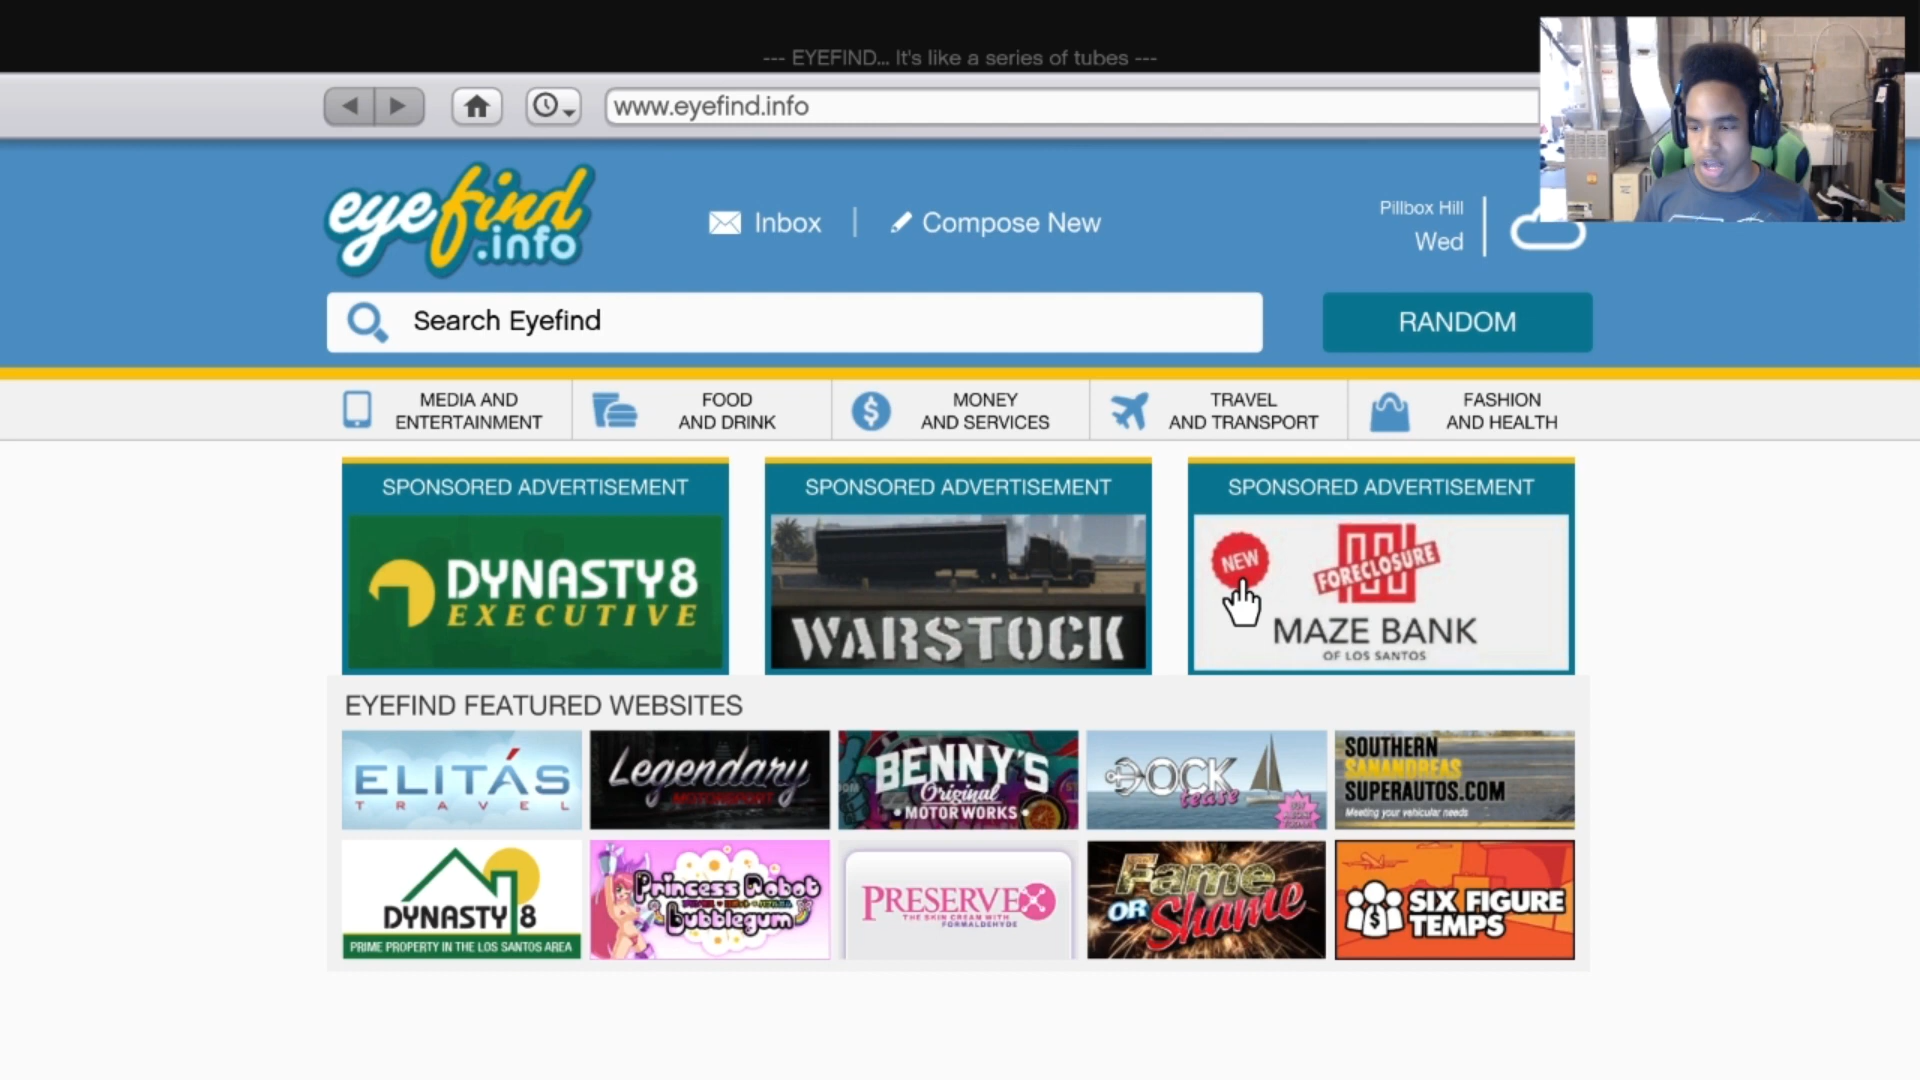 --- EYEFIND... It's like a series of tubes ---
www.eyefind.info
eyefind
.info
Inbox
Compose New
Pillbox Hill
Wed
Search Eyefind
RANDOM
MEDIA AND
ENTERTAINMENT
FOOD
AND DRINK
MONEY
AND SERVICES
TRAVEL
AND TRANSPORT
FASHION
AND HEALTH
SPONSORED ADVERTISEMENT
DYNASTY8
EXECUTIVE
SPONSORED ADVERTISEMENT
WARSTOCK
SPONSORED ADVERTISEMENT
NEW
FORECLOSURE
MAZE BANK
OF LOS SANTOS
EYEFIND FEATURED WEBSITES
ELITÁS
TRAVEL
Legendary
MOTORSPORT
BENNY'S
Original
• MOTOR WORKS •
DOCK
tease
SOUTHERN
SANANDREAS
SUPERAUTOS.COM
Meeting your vehicular needs
DYNASTY 8
PRIME PROPERTY IN THE LOS SANTOS AREA
Princess Robot
Bubblegum
PRESERVEX
THE SKIN CREAM WITH
FORMALDEHYDE
Fame
OR Shame
SIX FIGURE
TEMPS